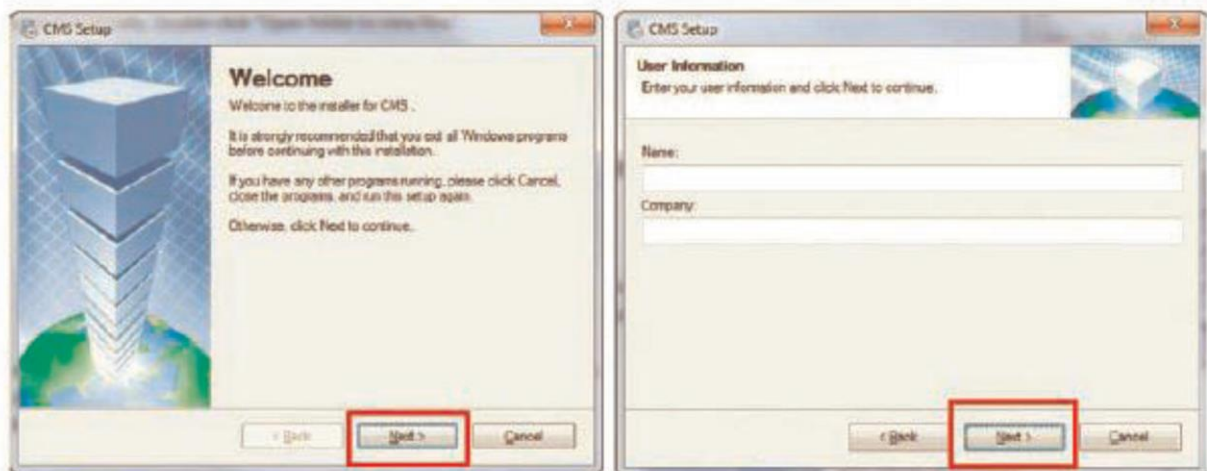 CMS Setup
Welcome
Welcome to the installer for CMS .
It is strongly recommended that you exit all Windows programs
before continuing with this installation.
If you have any other programs running, please click Cancel,
close the programs, and run this setup again.
Otherwise, click Next to continue.
< Back
Next >
Cancel
CMS Setup
User Information
Enter your user information and click Next to continue.
Name:
Company:
< Back
Next >
Cancel